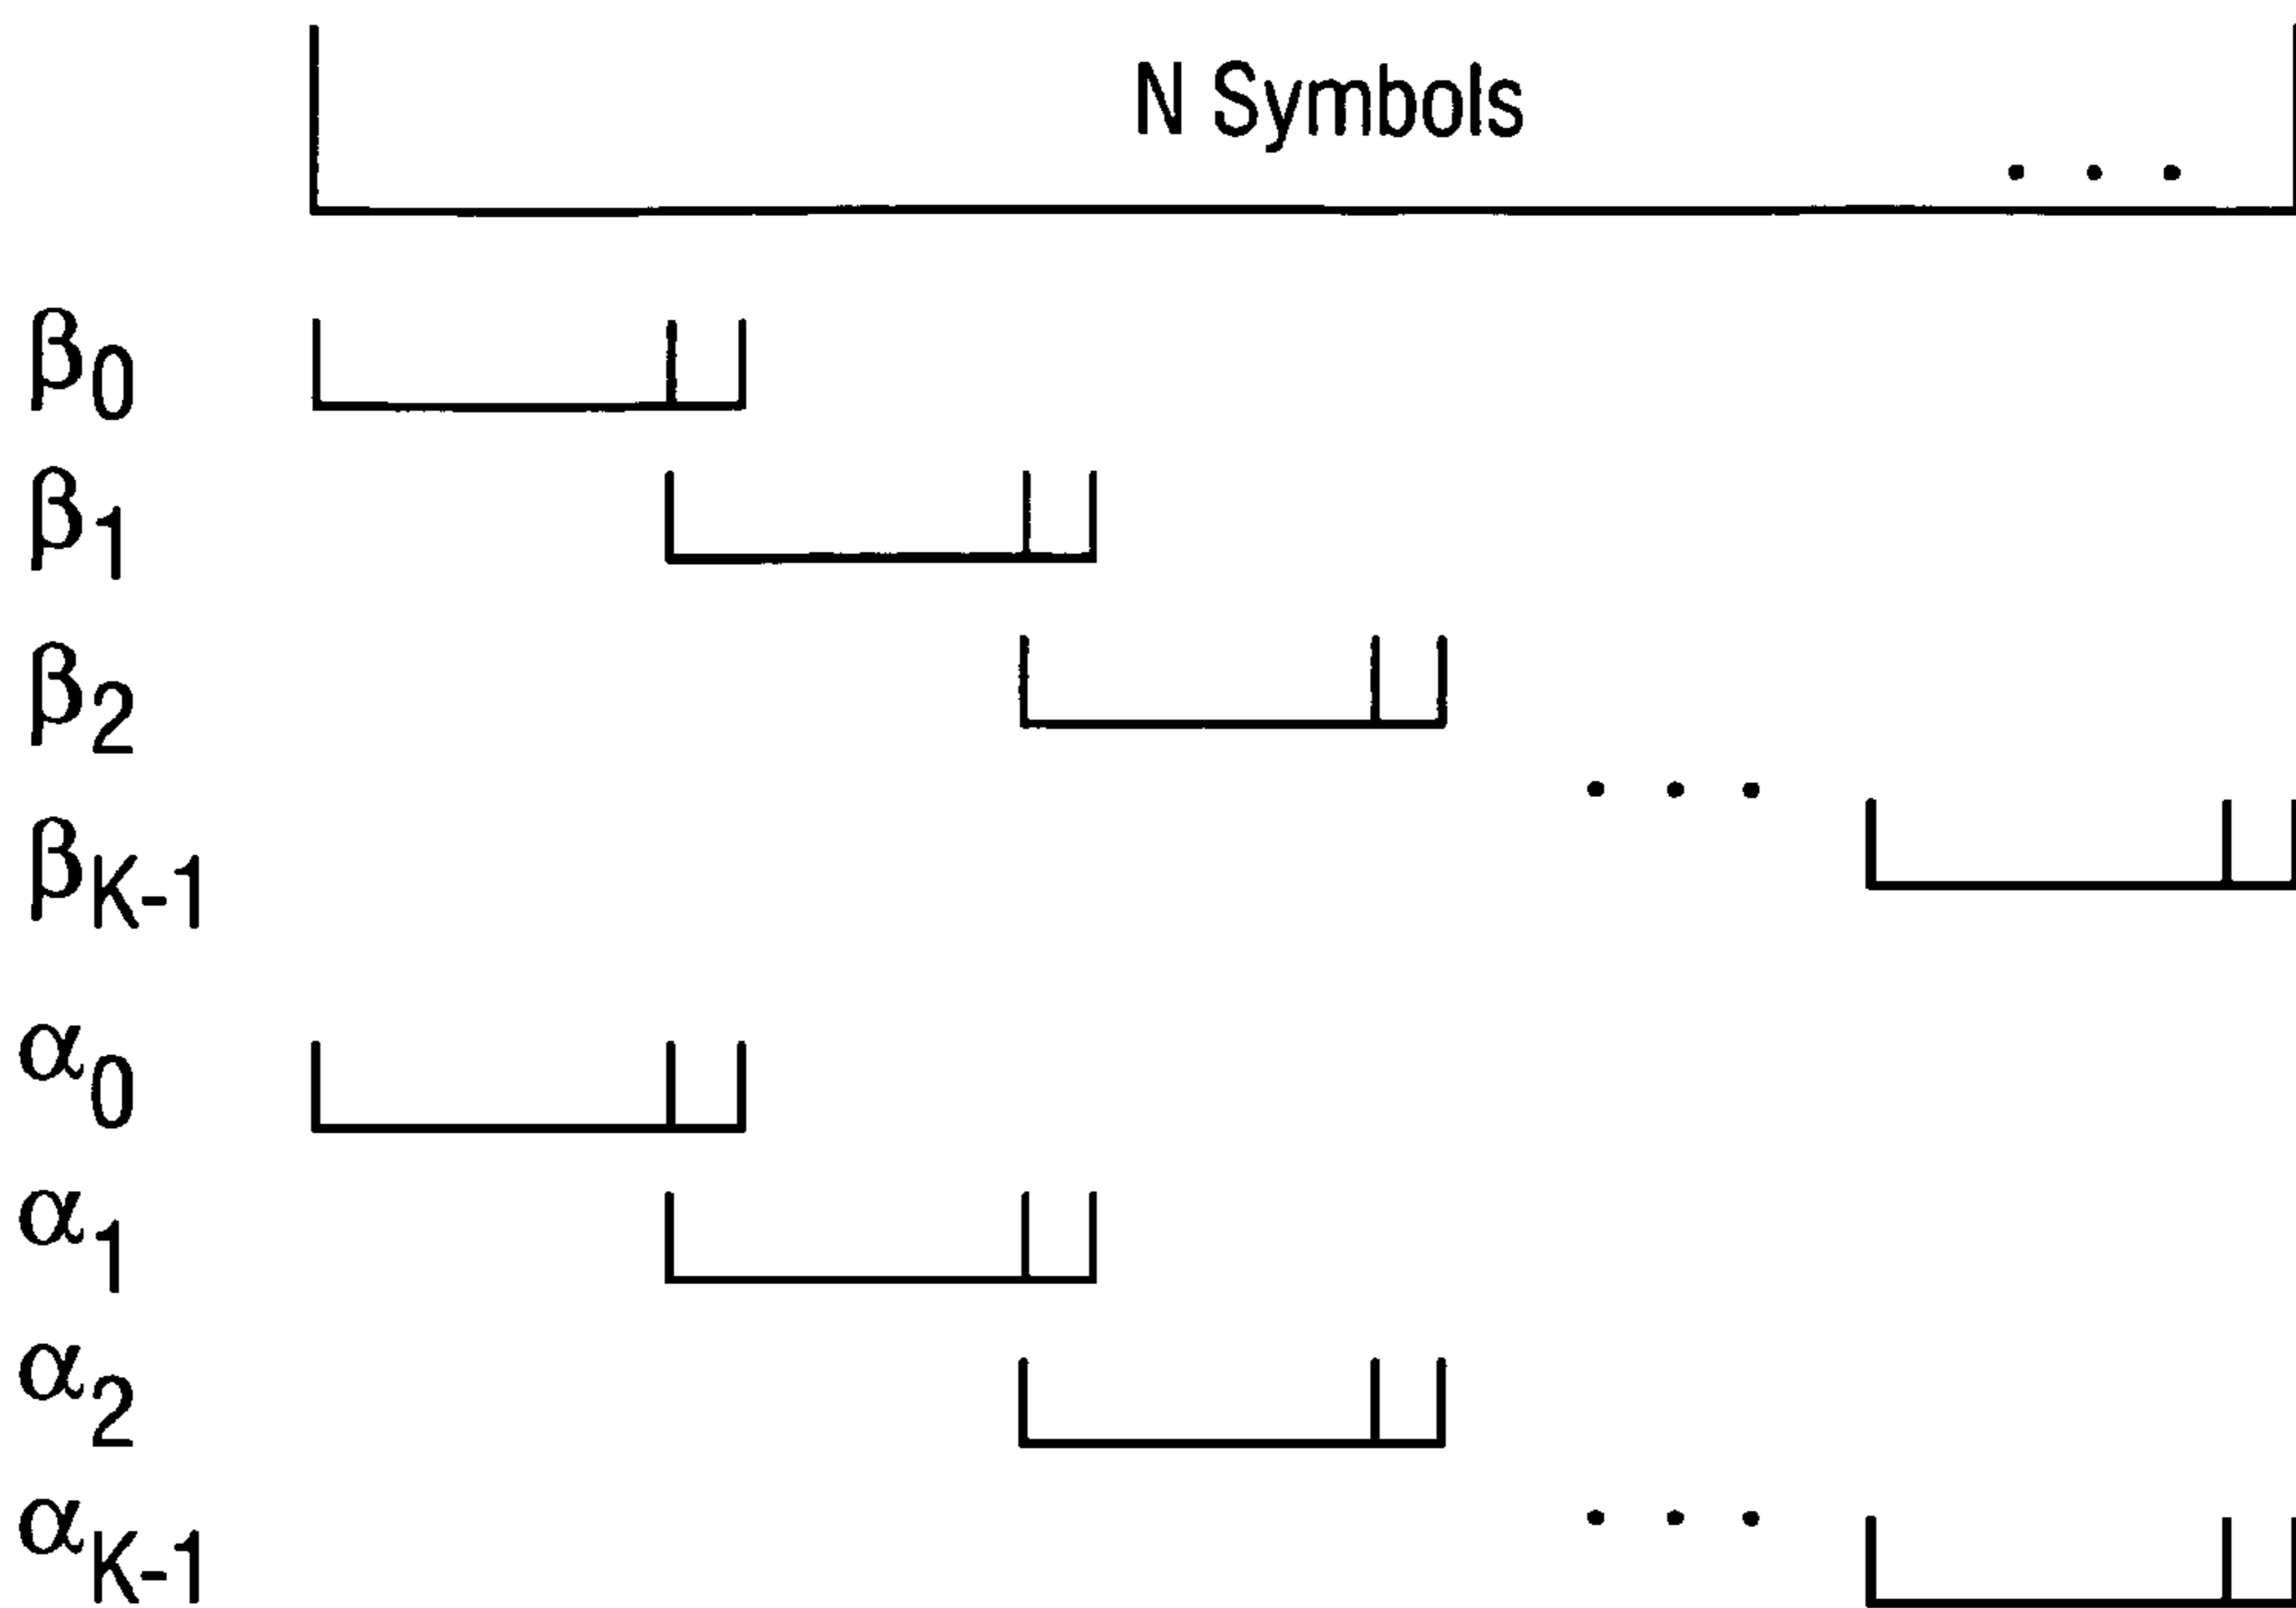 N Symbols
. . .
β0
β1
β2
. . .
βK-1
α0
α1
α2
. . .
αK-1